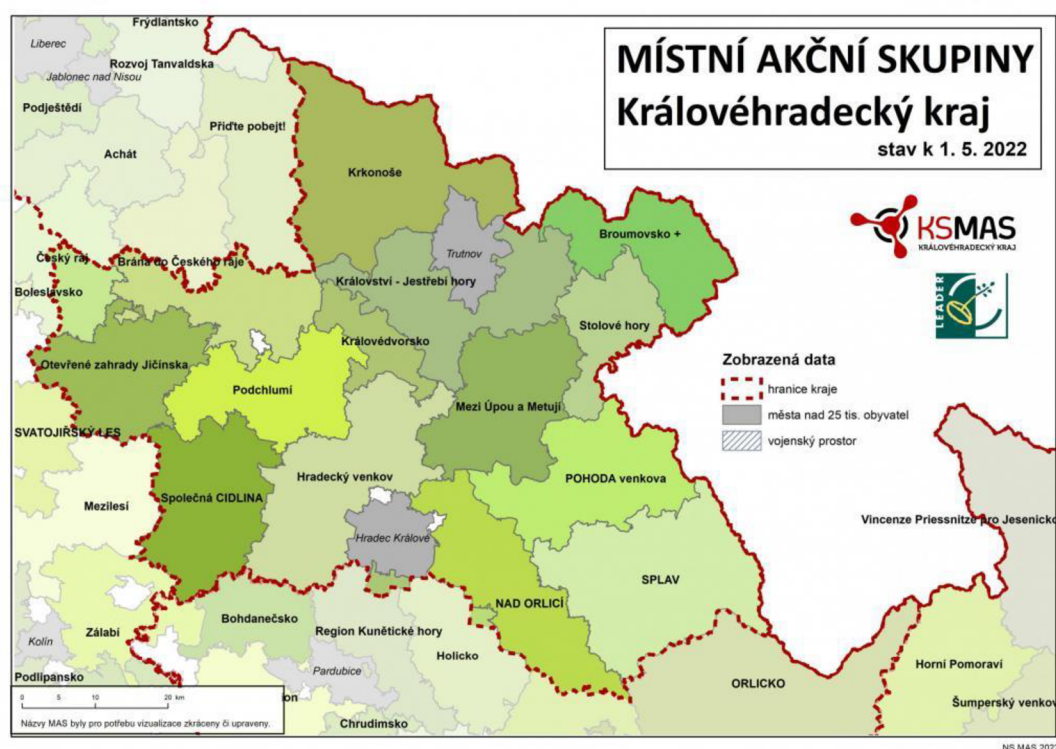 MÍSTNÍ AKČNÍ SKUPINY
Královéhradecký kraj
stav k 1. 5. 2022
Frýdlantsko
Liberec
Rozvoj Tanvaldska
Jablonec nad Nisou
Podještědí
Přiďte pobejt!
Achát
Krkonoše
KSMAS
KRÁLOVÉHRADECKÝ KRAJ
Broumovsko +
Trutnov
Český raj
Brána do Českého ráje
Království - Jestřebí hory
Boleslavsko
LEADER
Stolové hory
Královédvorsko
Otevřené zahrady Jičínska
Podchlumí
Mezi Úpou a Metují
Zobrazená data
hranice kraje
města nad 25 tis. obyvatel
vojenský prostor
SVATOJIŘSKÝ LES
Hradecký venkov
POHODA venkova
Mezilesí
Společná CIDLINA
Vincenze Priessnitze pro Jesenicko
Hradec Králové
SPLAV
NAD ORLICÍ
Bohdanečsko
Zálabí
Region Kunětické hory
Kolín
Holicko
Horní Pomoraví
Pardubice
Podlipansko
ORLICKO
Šumperský venkov
Chrudimsko
0 5 10 20 km
Názvy MAS byly pro potřebu vizualizace zkráceny či upraveny.
NS MAS 2022